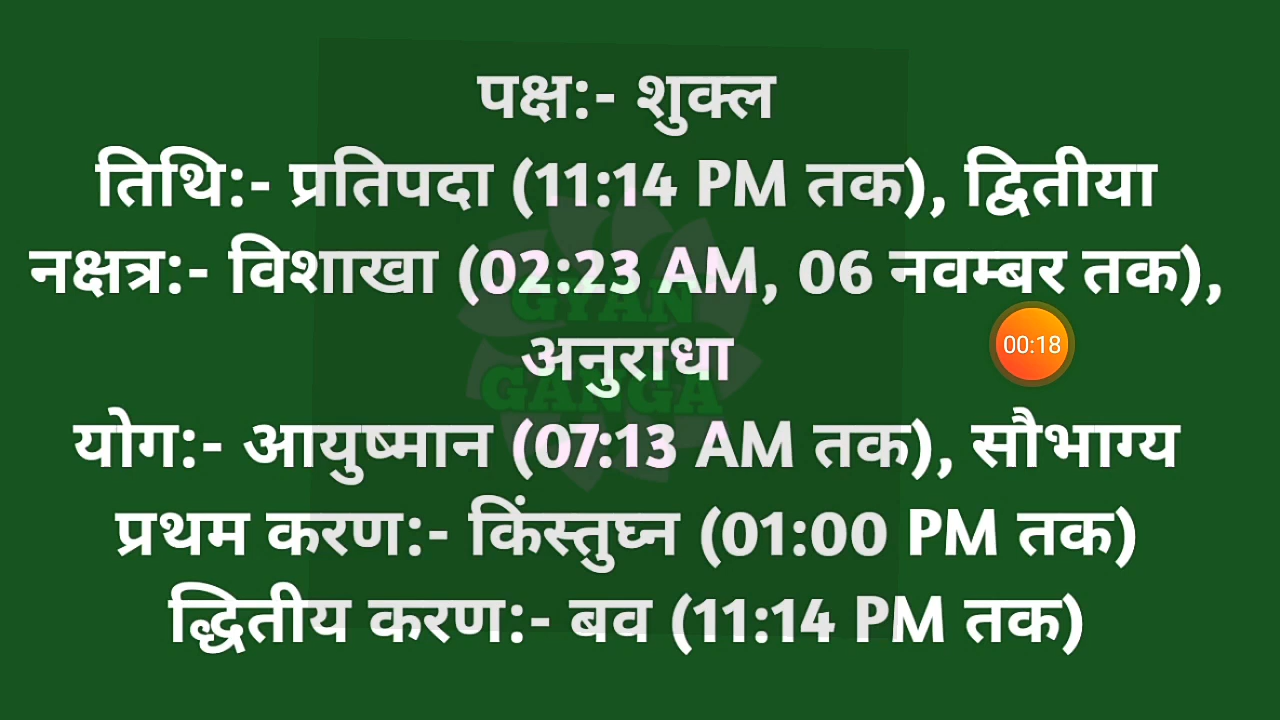 पक्ष:- शुक्ल
तिथि:- प्रतिपदा (11:14 PM तक), द्वितीया
नक्षत्र:- विशाखा (02:23 AM, 06 नवम्बर तक),
अनुराधा
योग:- आयुष्मान (07:13 AM तक), सौभाग्य
प्रथम करण:- किंस्तुघ्न (01:00 PM तक)
द्धितीय करण:- बव (11:14 PM तक)
GYAN
GANGA
00:18